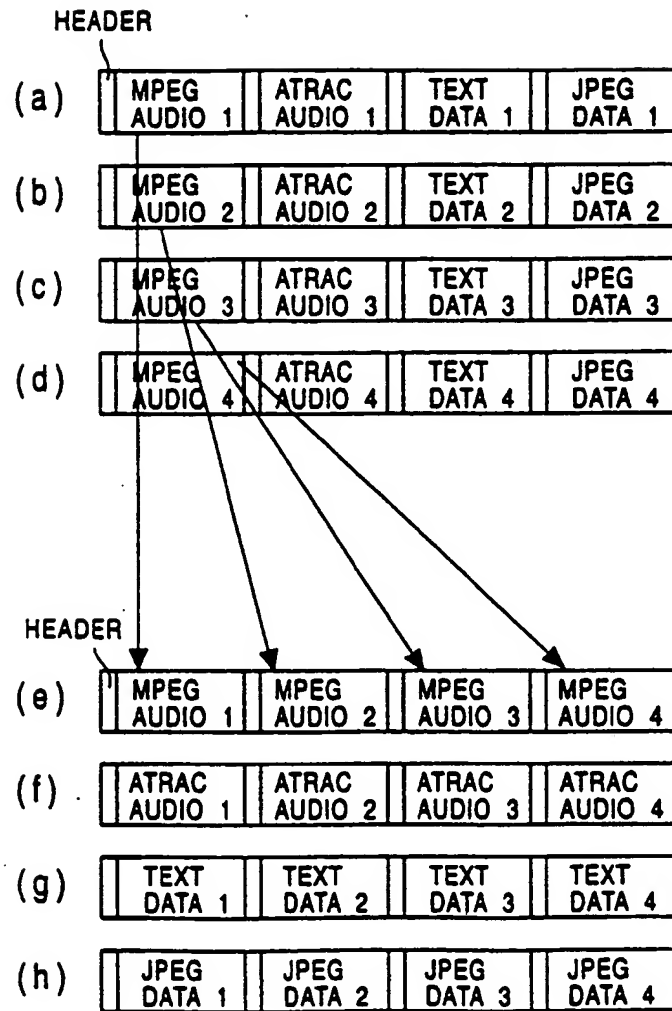 HEADER
(a) MPEG AUDIO 1 ATRAC AUDIO 1 TEXT DATA 1 JPEG DATA 1
(b) MPEG AUDIO 2 ATRAC AUDIO 2 TEXT DATA 2 JPEG DATA 2
(c) MPEG AUDIO 3 ATRAC AUDIO 3 TEXT DATA 3 JPEG DATA 3
(d) MPEG AUDIO 4 ATRAC AUDIO 4 TEXT DATA 4 JPEG DATA 4
HEADER
(e) MPEG AUDIO 1 MPEG AUDIO 2 MPEG AUDIO 3 MPEG AUDIO 4
(f) ATRAC AUDIO 1 ATRAC AUDIO 2 ATRAC AUDIO 3 ATRAC AUDIO 4
(g) TEXT DATA 1 TEXT DATA 2 TEXT DATA 3 TEXT DATA 4
(h) JPEG DATA 1 JPEG DATA 2 JPEG DATA 3 JPEG DATA 4